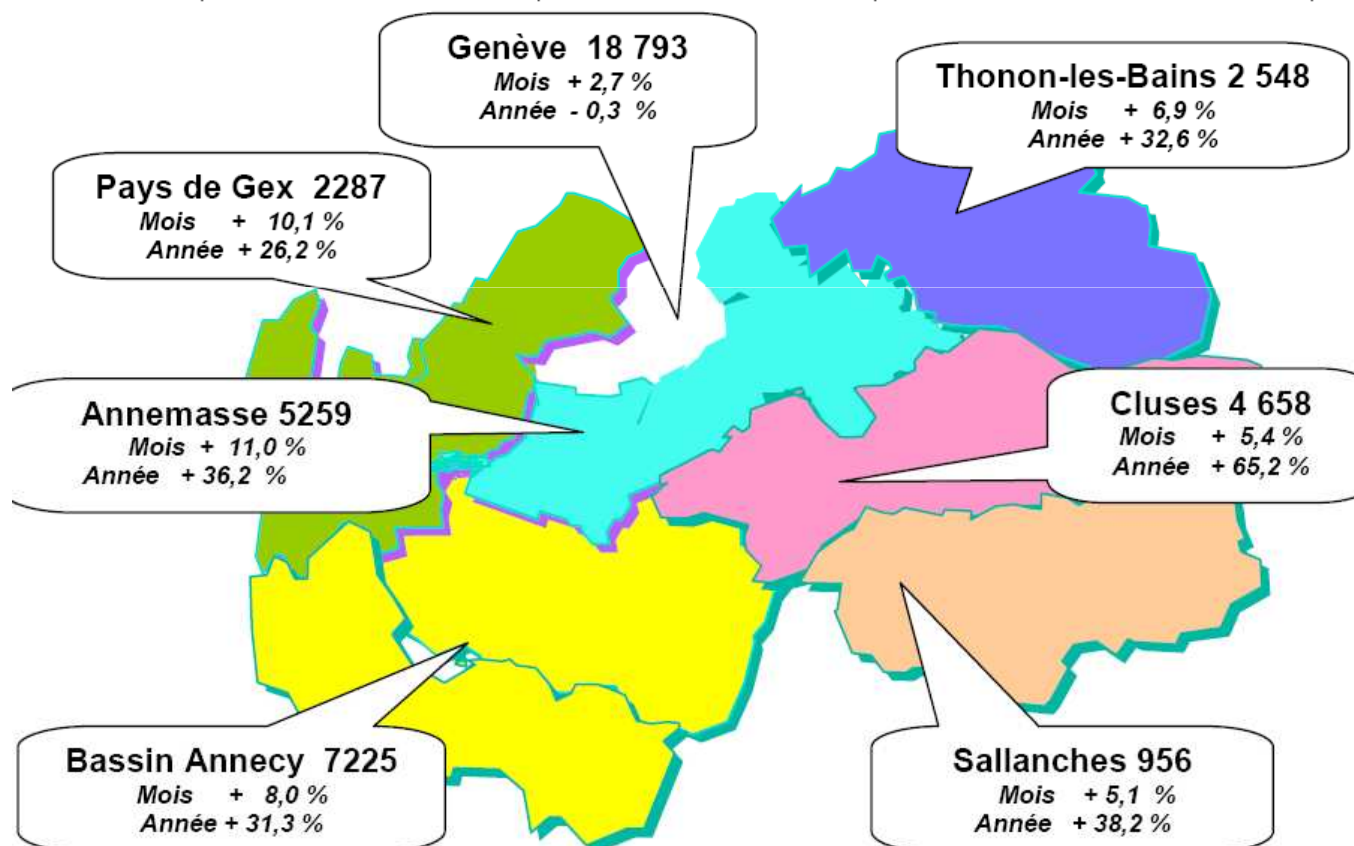 Genève 18 793
Mois + 2,7 %
Année - 0,3 %
Thonon-les-Bains 2 548
Mois + 6,9 %
Année + 32,6 %
Pays de Gex 2287
Mois + 10,1 %
Année + 26,2 %
Annemasse 5259
Mois + 11,0 %
Année + 36,2 %
Cluses 4 658
Mois + 5,4 %
Année + 65,2 %
Bassin Annecy 7225
Mois + 8,0 %
Année + 31,3 %
Sallanches 956
Mois + 5,1 %
Année + 38,2 %